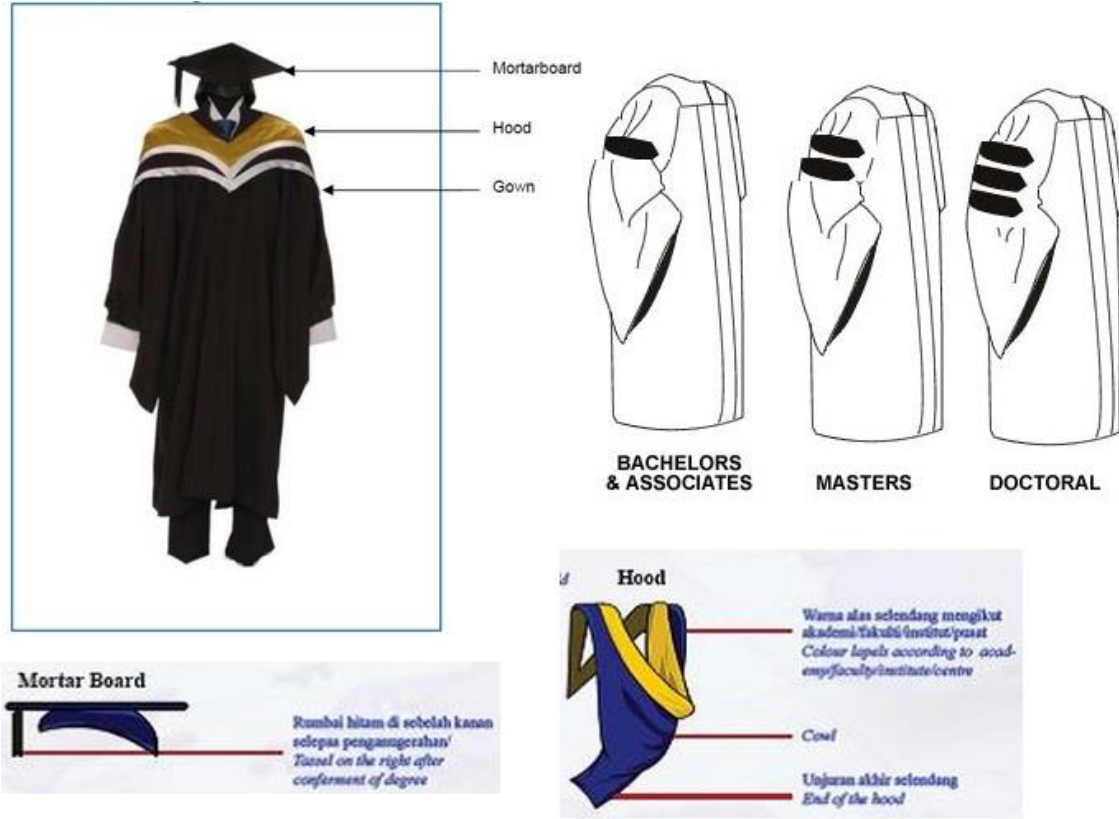 Mortarboard
Hood
Gown
BACHELORS
& ASSOCIATES
MASTERS
DOCTORAL
Mortar Board
Rumbai hitam di sebelah kanan
selepas penganugerahan/
Tassel on the right after
conferment of degree
Hood
Warna alas selendang mengikut
akademi/fakulti/institut/pusat
Colour lapels according to acad-
emy/faculty/institute/centre
Cowl
Unjuran akhir selendang
End of the hood